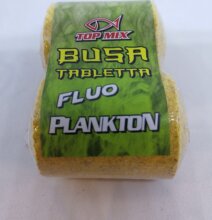 TOP MIX
BUSA
TABLETTA
FLUO
PLANKTON